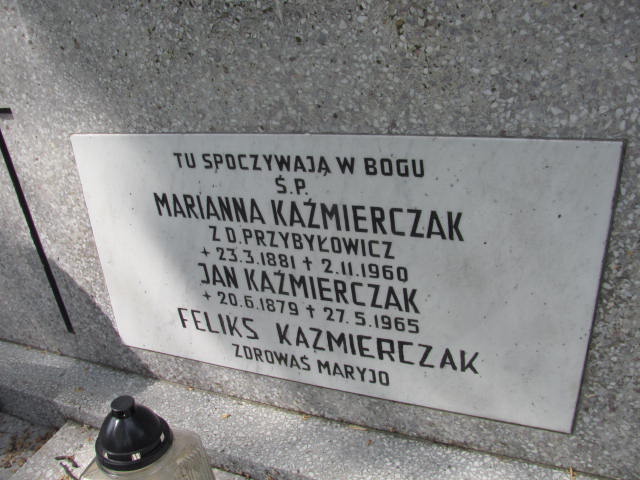 TU SPOCZYWAJĄ W BOGU
Ś.P.
MARIANNA KAŹMIERCZAK
Z D. PRZYBYŁOWICZ
+ 23.3.1881 + 2.11.1960
JAN KAŹMIERCZAK
+ 20.6.1879 + 27.5.1965
FELIKS KAŹMIERCZAK
ZDROWAŚ MARYJO